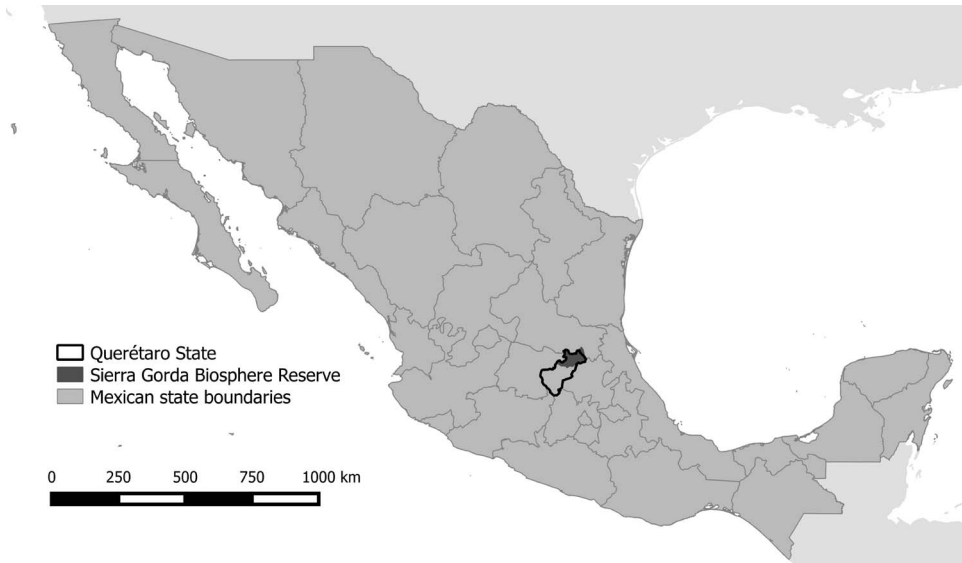 Querétaro State
Sierra Gorda Biosphere Reserve
Mexican state boundaries
0 250 500 750 1000 km